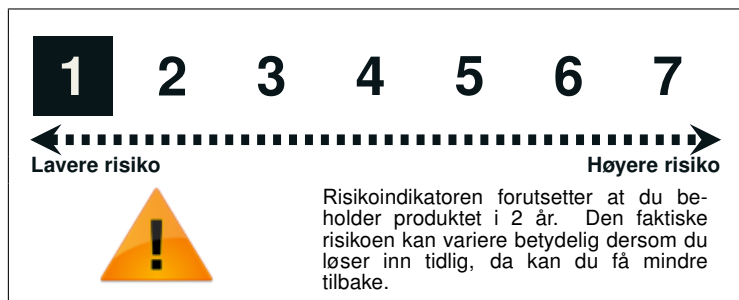 1 2 3 4 5 6 7
Lavere risiko Høyere risiko
Risikoindikatoren forutsetter at du be-
holder produktet i 2 år. Den faktiske
risikoen kan variere betydelig dersom du
løser inn tidlig, da kan du få mindre
tilbake.